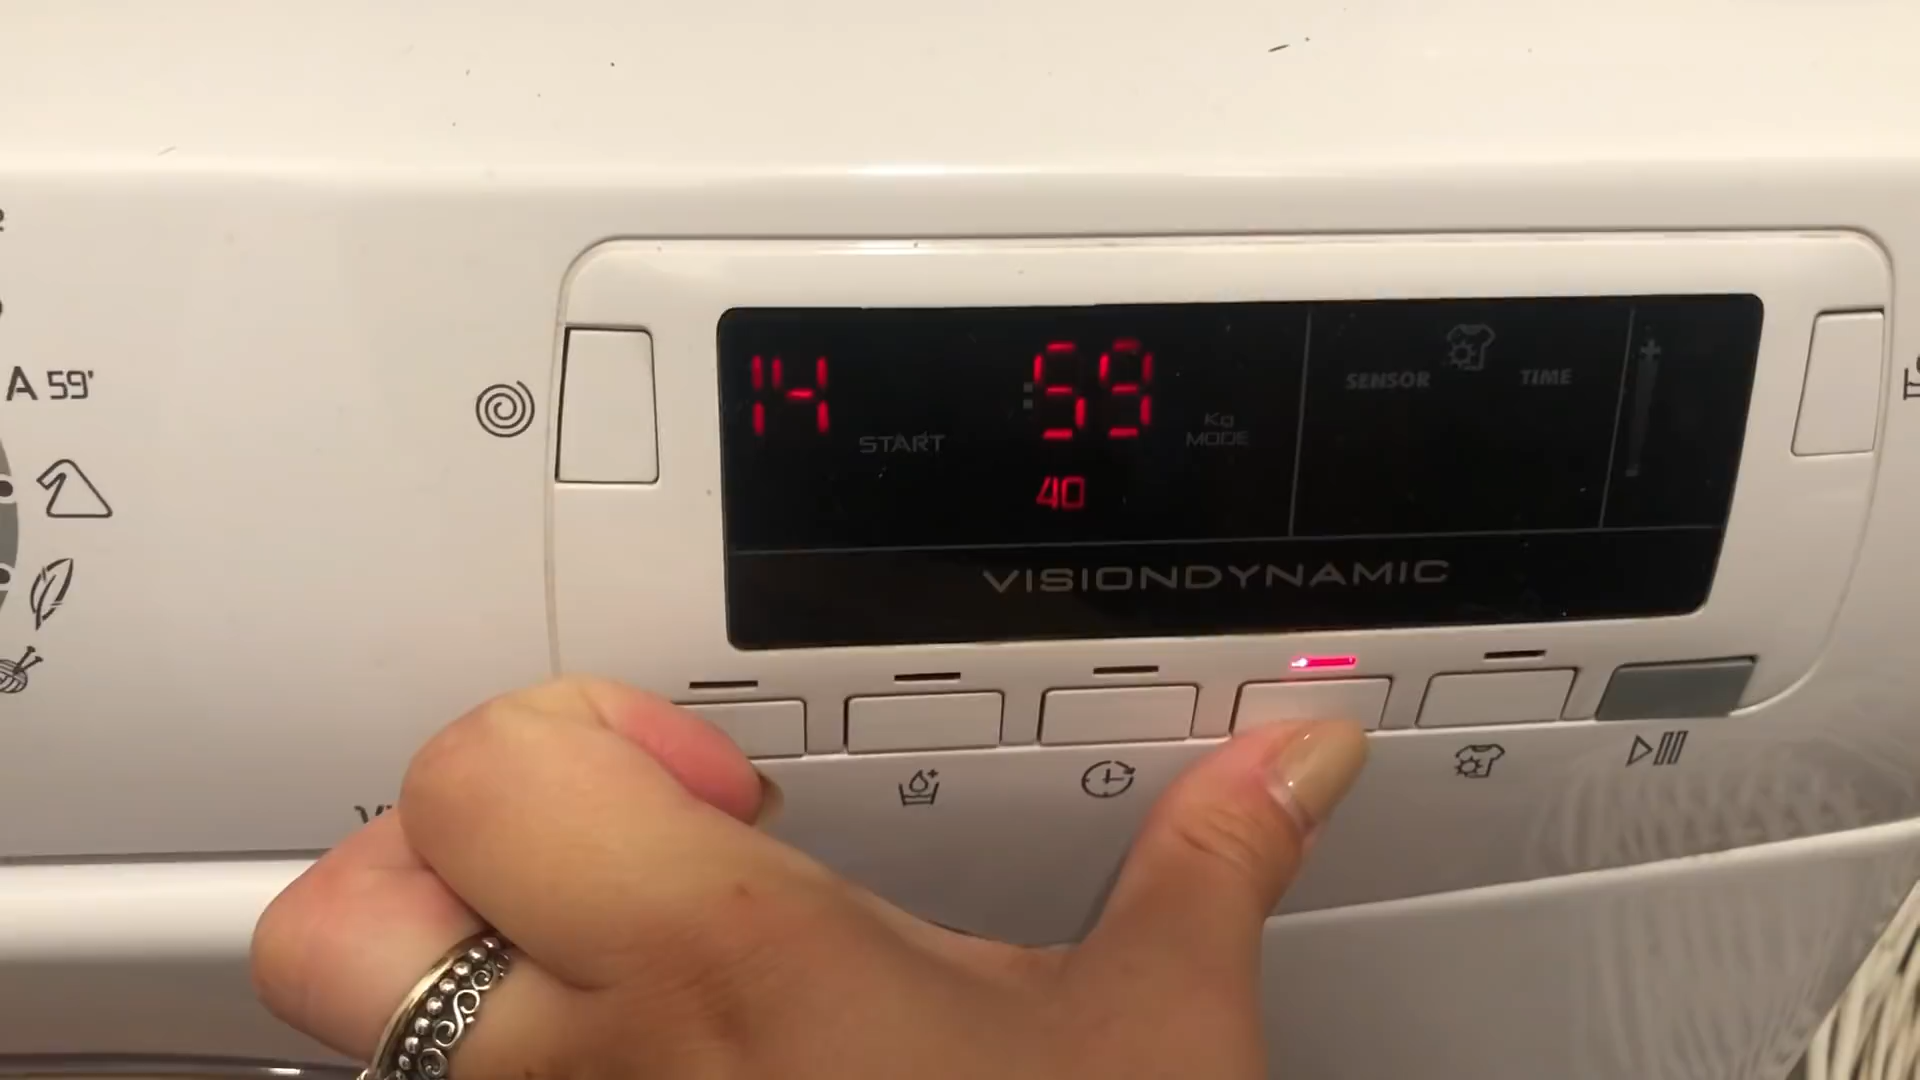 A 59'
14 59
START
Kg
MODE
SENSOR TIME
40
VISIONDYNAMIC